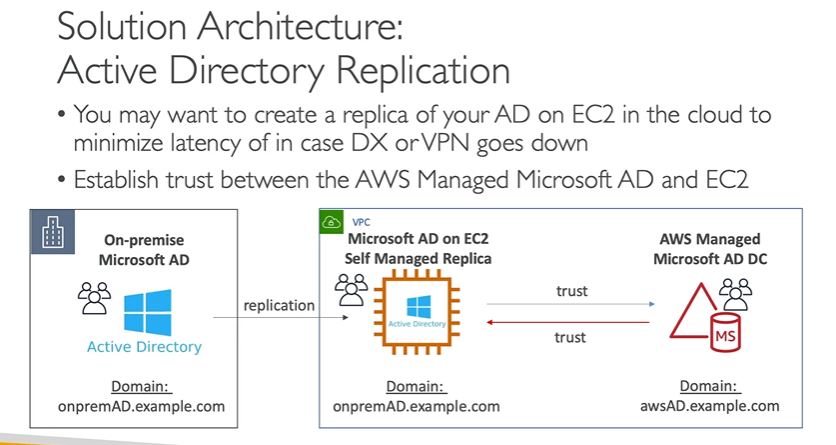 Solution Architecture:
Active Directory Replication
• You may want to create a replica of your AD on EC2 in the cloud to
minimize latency of in case DX or VPN goes down
• Establish trust between the AWS Managed Microsoft AD and EC2
On-premise
Microsoft AD
Active Directory
Domain:
onpremAD.example.com
replication
VPC
Microsoft AD on EC2
Self Managed Replica
Active Directory
Domain:
onpremAD.example.com
trust
trust
AWS Managed
Microsoft AD DC
MS
Domain:
awsAD.example.com